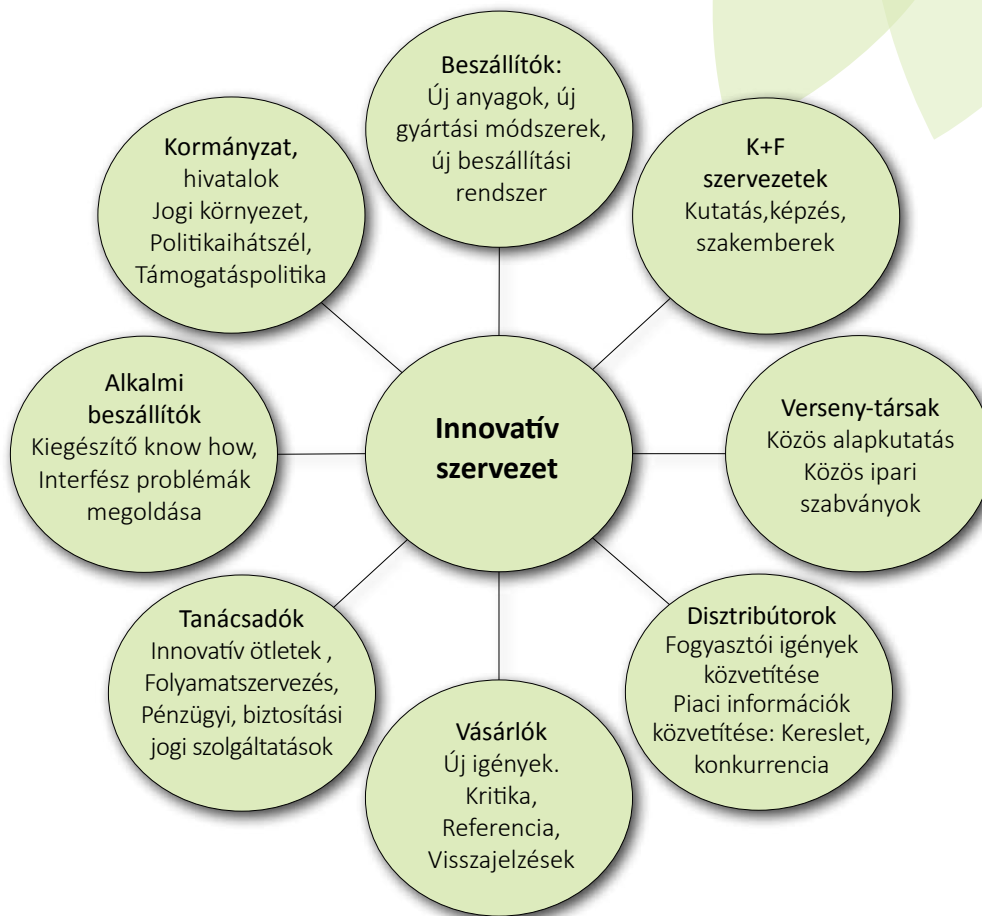 Beszállítók:
Új anyagok, új
gyártási módszerek,
új beszállítási
rendszer
K+F
szervezetek
Kutatás,képzés,
szakemberek
Verseny-társak
Közös alapkutatás
Közös ipari
szabványok
Disztribútorok
Fogyasztói igények
közvetítése
Piaci információk
közvetítése: Kereslet,
konkurrencia
Vásárlók
Új igények.
Kritika,
Referencia,
Visszajelzések
Tanácsadók
Innovatív ötletek ,
Folyamatszervezés,
Pénzügyi, biztosítási
jogi szolgáltatások
Alkalmi
beszállítók
Kiegészítő know how,
Interfész problémák
megoldása
Kormányzat,
hivatalok
Jogi környezet,
Politikaihátszél,
Támogatáspolitika
Innovatív
szervezet